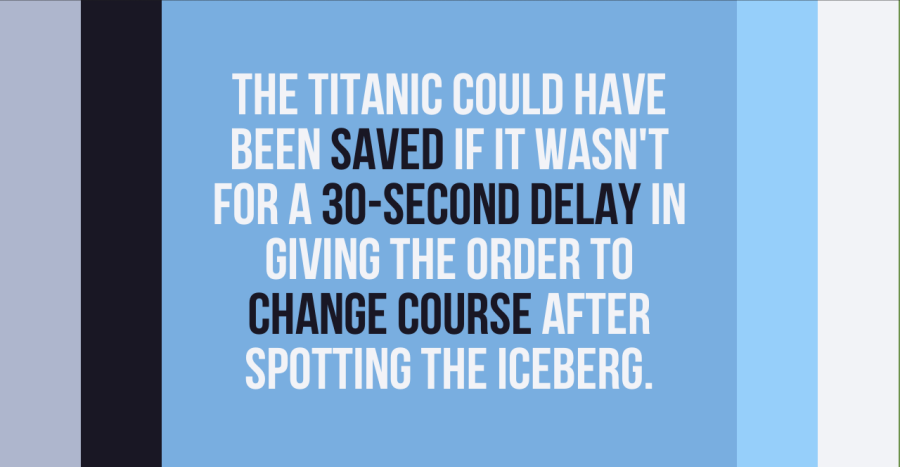 THE TITANIC COULD HAVE
BEEN SAVED IF IT WASN'T
FOR A 30-SECOND DELAY IN
GIVING THE ORDER TO
CHANGE COURSE AFTER
SPOTTING THE ICEBERG.